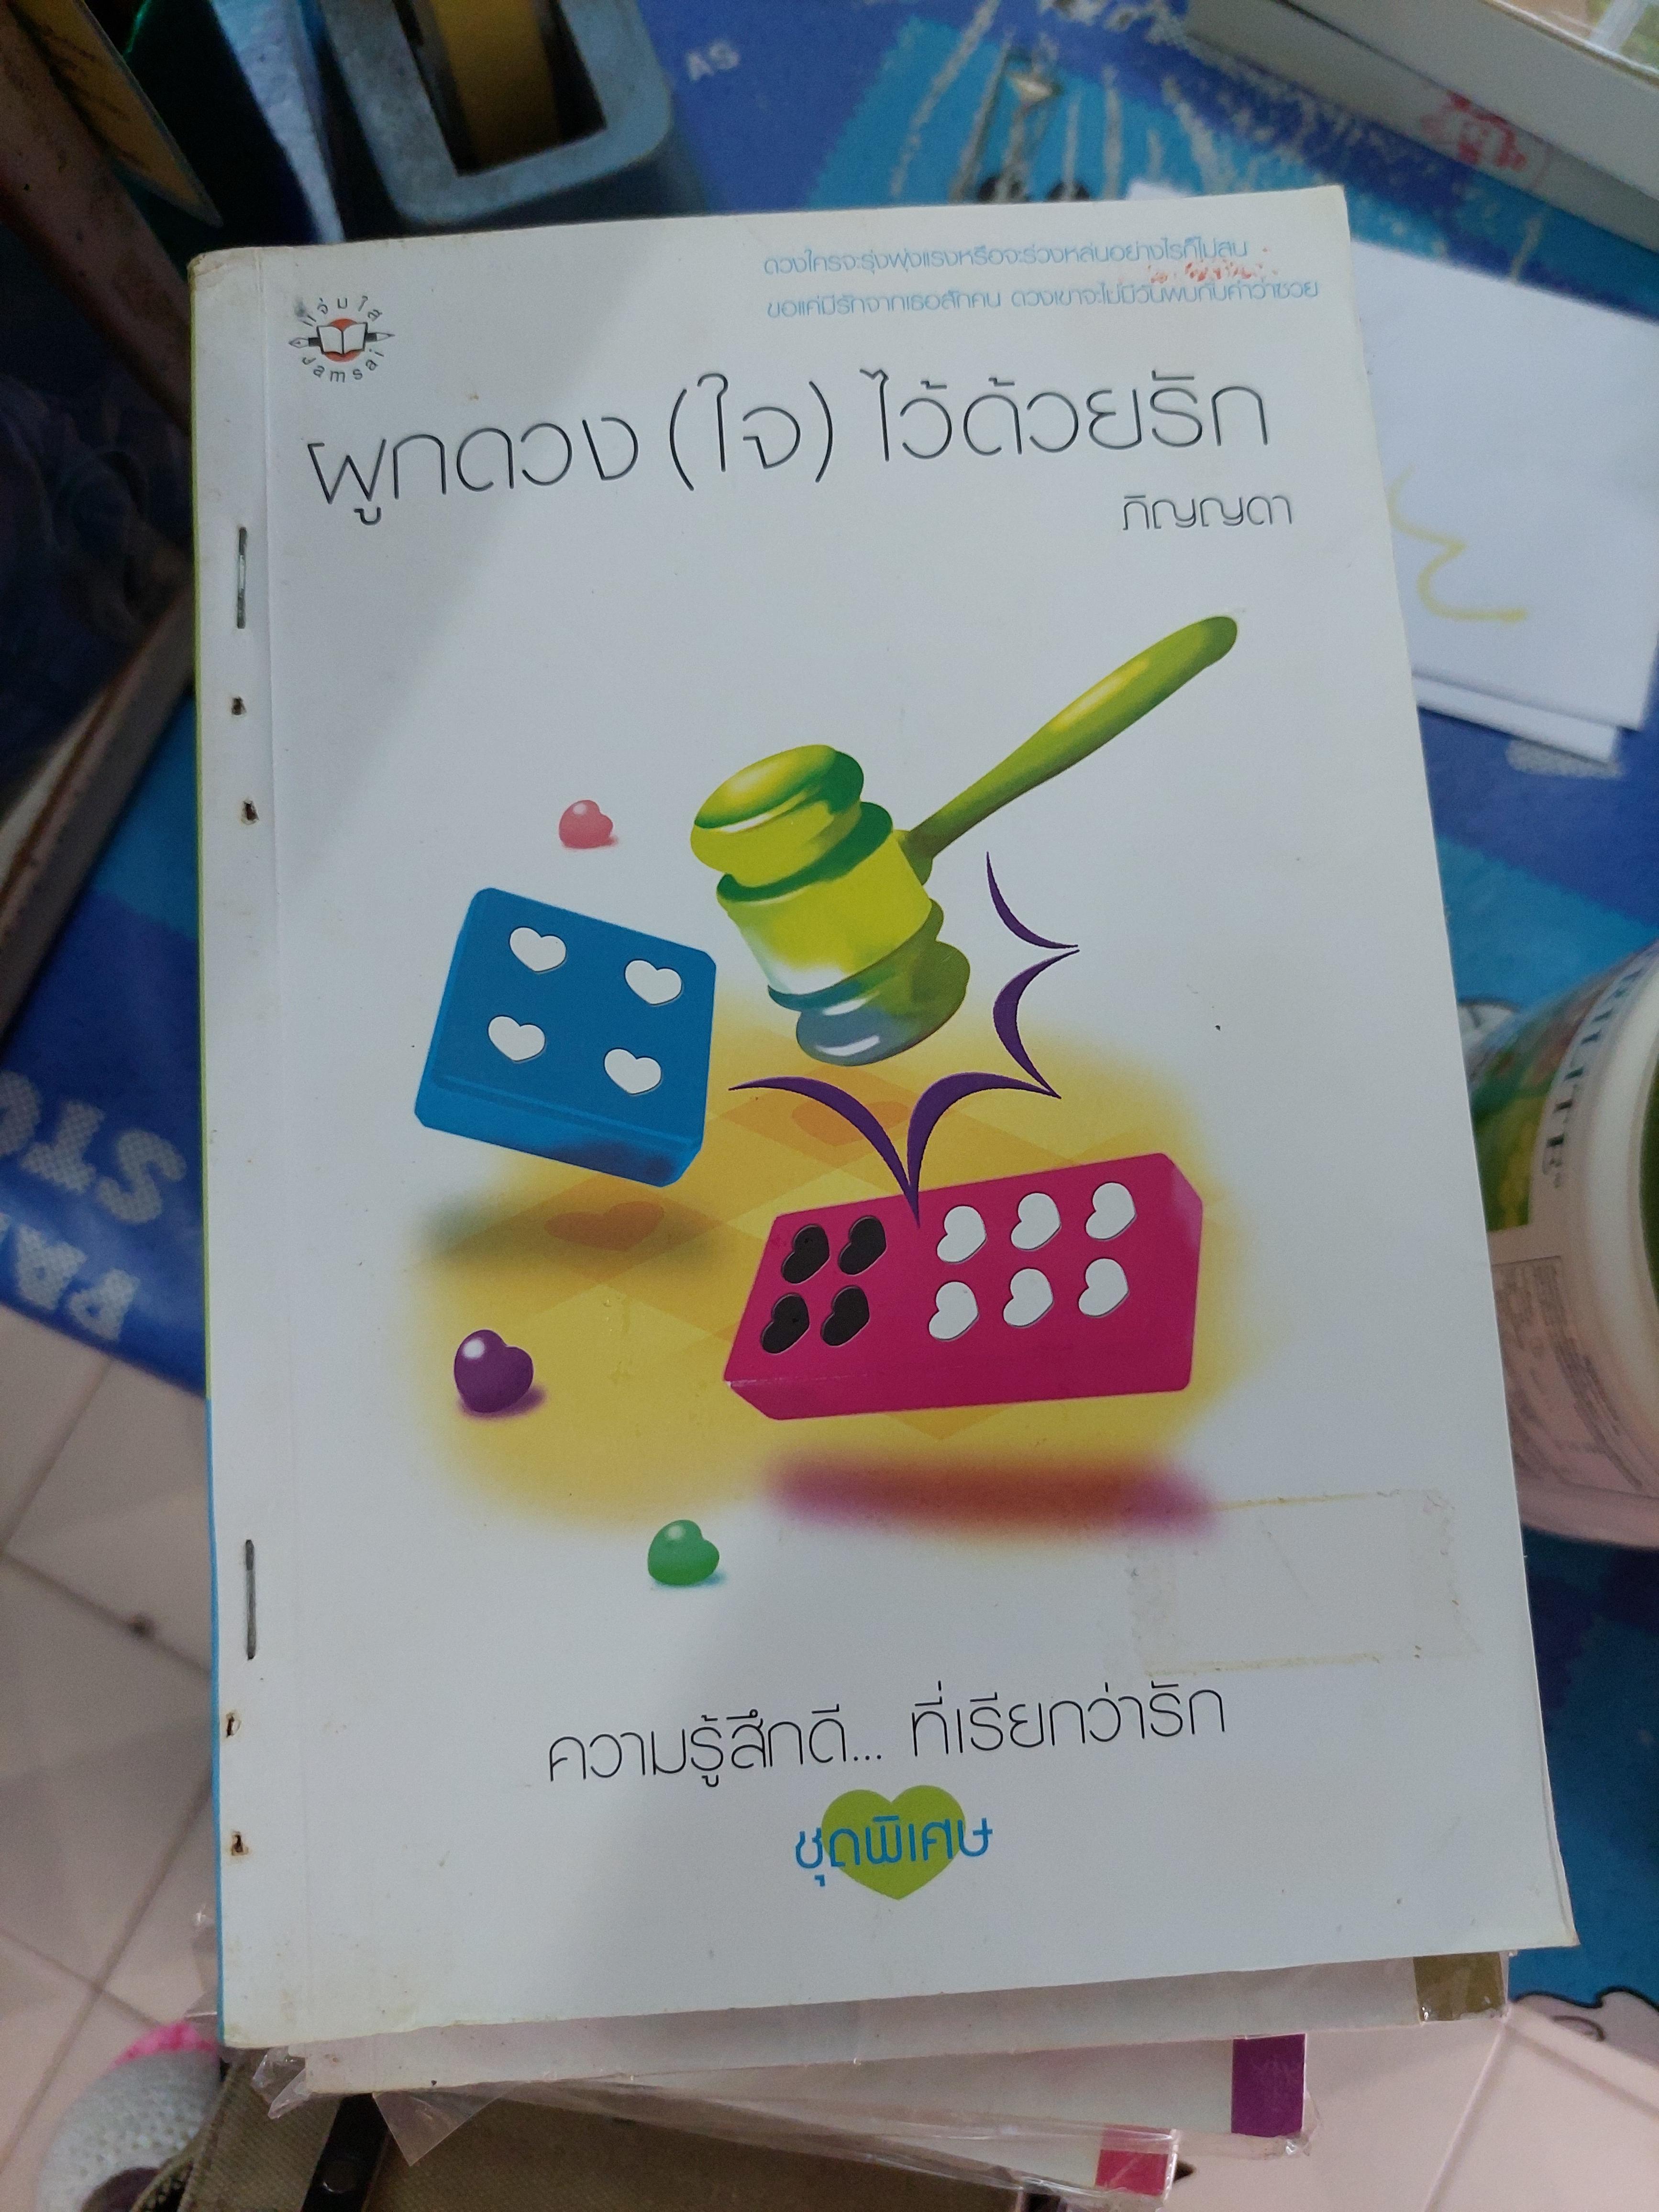 ดวงใครจะรุ่งพุ่งแรงหรือจะร่วงหล่นอย่างไรก็ไม่สน
ขอแค่มีรักจากเธอสักคน ดวงเขาจะไม่มีวันพบกับคำว่าซวย
แจ่มใส
Jamsai
ผูกดวง (ใจ) ไว้ด้วยรัก
ภิญญดา
ความรู้สึกดี... ที่เรียกว่ารัก
ชุดพิเศษ
AS